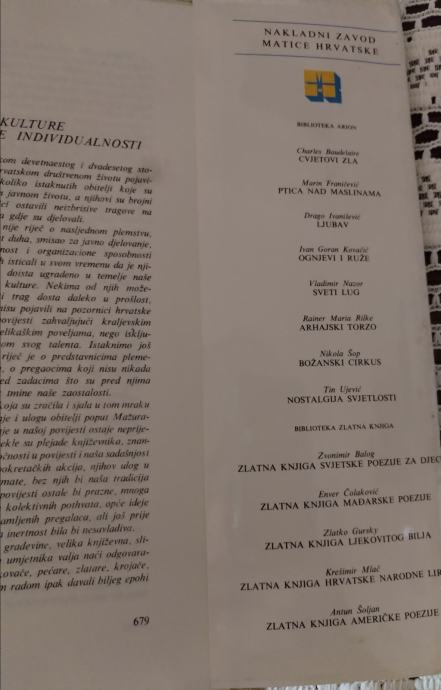 KULTURE
E INDIVIDUALNOSTI
kom devetnaestog i dvadesetog sto-
rvatskom društvenom životu pojavi-
koliko istaknutih obitelji koje su
javnom životu, a njihovi su brojni
ci ostavili neizbrisive tragove na
a gdje su djelovali.
nije riječ o nasljednom plemstvu,
t duha, smisao za javno djelovanje,
nost i organizacione sposobnosti
h isticali u svom vremenu da je nji-
doista ugrađeno u temelje naše
kulture. Nekima od njih može-
i trag dosta daleko u prošlost,
nisu pojavili na pozornici hrvatske
povijesti zahvaljujući kraljevskim
velikaškim poveljama, nego isklju-
om svog talenta. Istaknimo još
riječ je o predstavnicima pleme-
, o pregaocima koji nisu nikada
ed zadacima što su pred njima
tmine naše zaostalosti.
koja su zračila i sjala u tom mraku
je i ulogu obitelji poput Mažura-
je u našoj povijesti ostaje neprije-
ekle su plejade književnika, znan-
očnosti u povijesti i naša sadašnjost
pokretačkih akcija, njihov udio u
mate, bez njih bi naša tradicija
povijesti ostale bi prazne, mnoga
kolektivnih pothvata, opće ideje
amljenih pregalaca, ali još prije
a inertnost bila bi nesavladiva.
građevine, velika književna, sli-
umjetnika valja naći odgovara-
kovače, pećare, zlatare, krojače,
m radom ipak davali biljeg epohi
679
NAKLADNI ZAVOD
MATICE HRVATSKE
BIBLIOTEKA ARION
Charles Baudelaire
CVJETOVI ZLA
Marin Franičević
PTICA NAD MASLINAMA
Drago Ivanišević
LJUBAV
Ivan Goran Kovačić
OGNJEVI I RUŽE
Vladimir Nazor
SVETI LUG
Rainer Maria Rilke
ARHAJSKI TORZO
Nikola Šop
BOŽANSKI CIRKUS
Tin Ujević
NOSTALGIJA SVJETLOSTI
BIBLIOTEKA ZLATNA KNJIGA
Zvonimir Balog
ZLATNA KNJIGA SVJETSKE POEZIJE ZA DJEC
Enver Čolaković
ZLATNA KNJIGA MAĐARSKE POEZIJE
Zlatko Gursky
ZLATNA KNJIGA LJEKOVITOG BILJA
Krešimir Mlač
ZLATNA KNJIGA HRVATSKE NARODNE LIR
Antun Šoljan
ZLATNA KNJIGA AMERIČKE POEZIJE